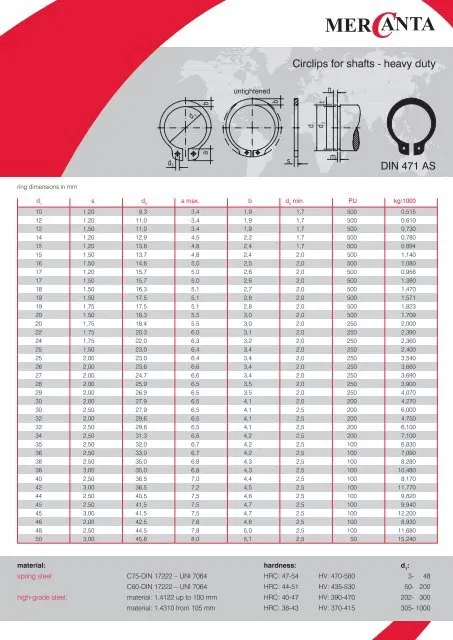 MERCANTA
Circlips for shafts - heavy duty
untightened
DIN 471 AS
ring dimensions in mm
d₁ s d₃ a max. b d₅ min. PU kg/1000
10 1.20 9,3 3,4 1,9 1,7 500 0,515
12 1.20 11,0 3,4 1,9 1,7 500 0,610
12 1.50 11,0 3,4 1,9 1,7 500 0,730
14 1.20 12,9 4,5 2,2 1,7 500 0,780
15 1.20 13,8 4,8 2,4 1,7 500 0,894
15 1.50 13,7 4,8 2,4 2,0 500 1,140
16 1.50 14,6 5,0 2,5 2,0 500 1,080
17 1.20 15,7 5,0 2,6 2,0 500 0,956
17 1.50 15,7 5,0 2,6 2,0 500 1,380
18 1.50 16,3 5,1 2,7 2,0 500 1,470
19 1.50 17,5 5,1 2,8 2,0 500 1,571
19 1.75 17,5 5,1 2,8 2,0 500 1,823
20 1.50 18,3 5,5 3,0 2,0 500 1,709
20 1.75 18,4 5,5 3,0 2,0 250 2,000
22 1.75 20,3 6,0 3,1 2,0 250 2,390
24 1.75 22,0 6,3 3,2 2,0 250 2,360
25 1.50 23,0 6,4 3,4 2,0 250 2,400
25 2.00 23,0 6,4 3,4 2,0 250 3,540
26 2.00 23,6 6,6 3,4 2,0 250 3,660
27 2.00 24,7 6,6 3,4 2,0 250 3,690
28 2.00 25,9 6,5 3,5 2,0 250 3,900
29 2.00 26,9 6,5 3,5 2,0 250 4,070
30 2.00 27,9 6,5 4,1 2,0 200 4,270
30 2.50 27,9 6,5 4,1 2,5 200 6,000
32 2.00 29,6 6,5 4,1 2,5 200 4,750
32 2.50 29,6 6,5 4,1 2,5 200 6,100
34 2.50 31,3 6,6 4,2 2,5 200 7,100
35 2.50 32,0 6,7 4,2 2,5 100 6,830
36 2.50 33,0 6,7 4,2 2,5 100 7,090
38 2.50 35,0 6,8 4,3 2,5 100 8,280
38 3.00 35,0 6,8 4,3 2,5 100 10,480
40 2.50 36,5 7,0 4,4 2,5 100 8,170
42 3.00 38,5 7,2 4,5 2,5 100 11,770
44 2.50 40,5 7,5 4,6 2,5 100 9,820
45 2.50 41,5 7,5 4,7 2,5 100 9,940
45 3.00 41,5 7,5 4,7 2,5 100 12,200
46 2.00 42,5 7,6 4,8 2,5 100 8,930
48 2.50 44,5 7,8 5,0 2,5 100 11,680
50 3.00 45,8 8,0 5,1 2,5 50 15,240
material: hardness: d₁:
spring steel: C75-DIN 17222 – UNI 7064 HRC: 47-54 HV: 470-580 3- 48
C60-DIN 17222 – UNI 7064 HRC: 44-51 HV: 435-530 50- 200
high-grade steel: material: 1.4122 up to 100 mm HRC: 40-47 HV: 390-470 202- 300
material: 1.4310 from 105 mm HRC: 38-43 HV: 370-415 305- 1000